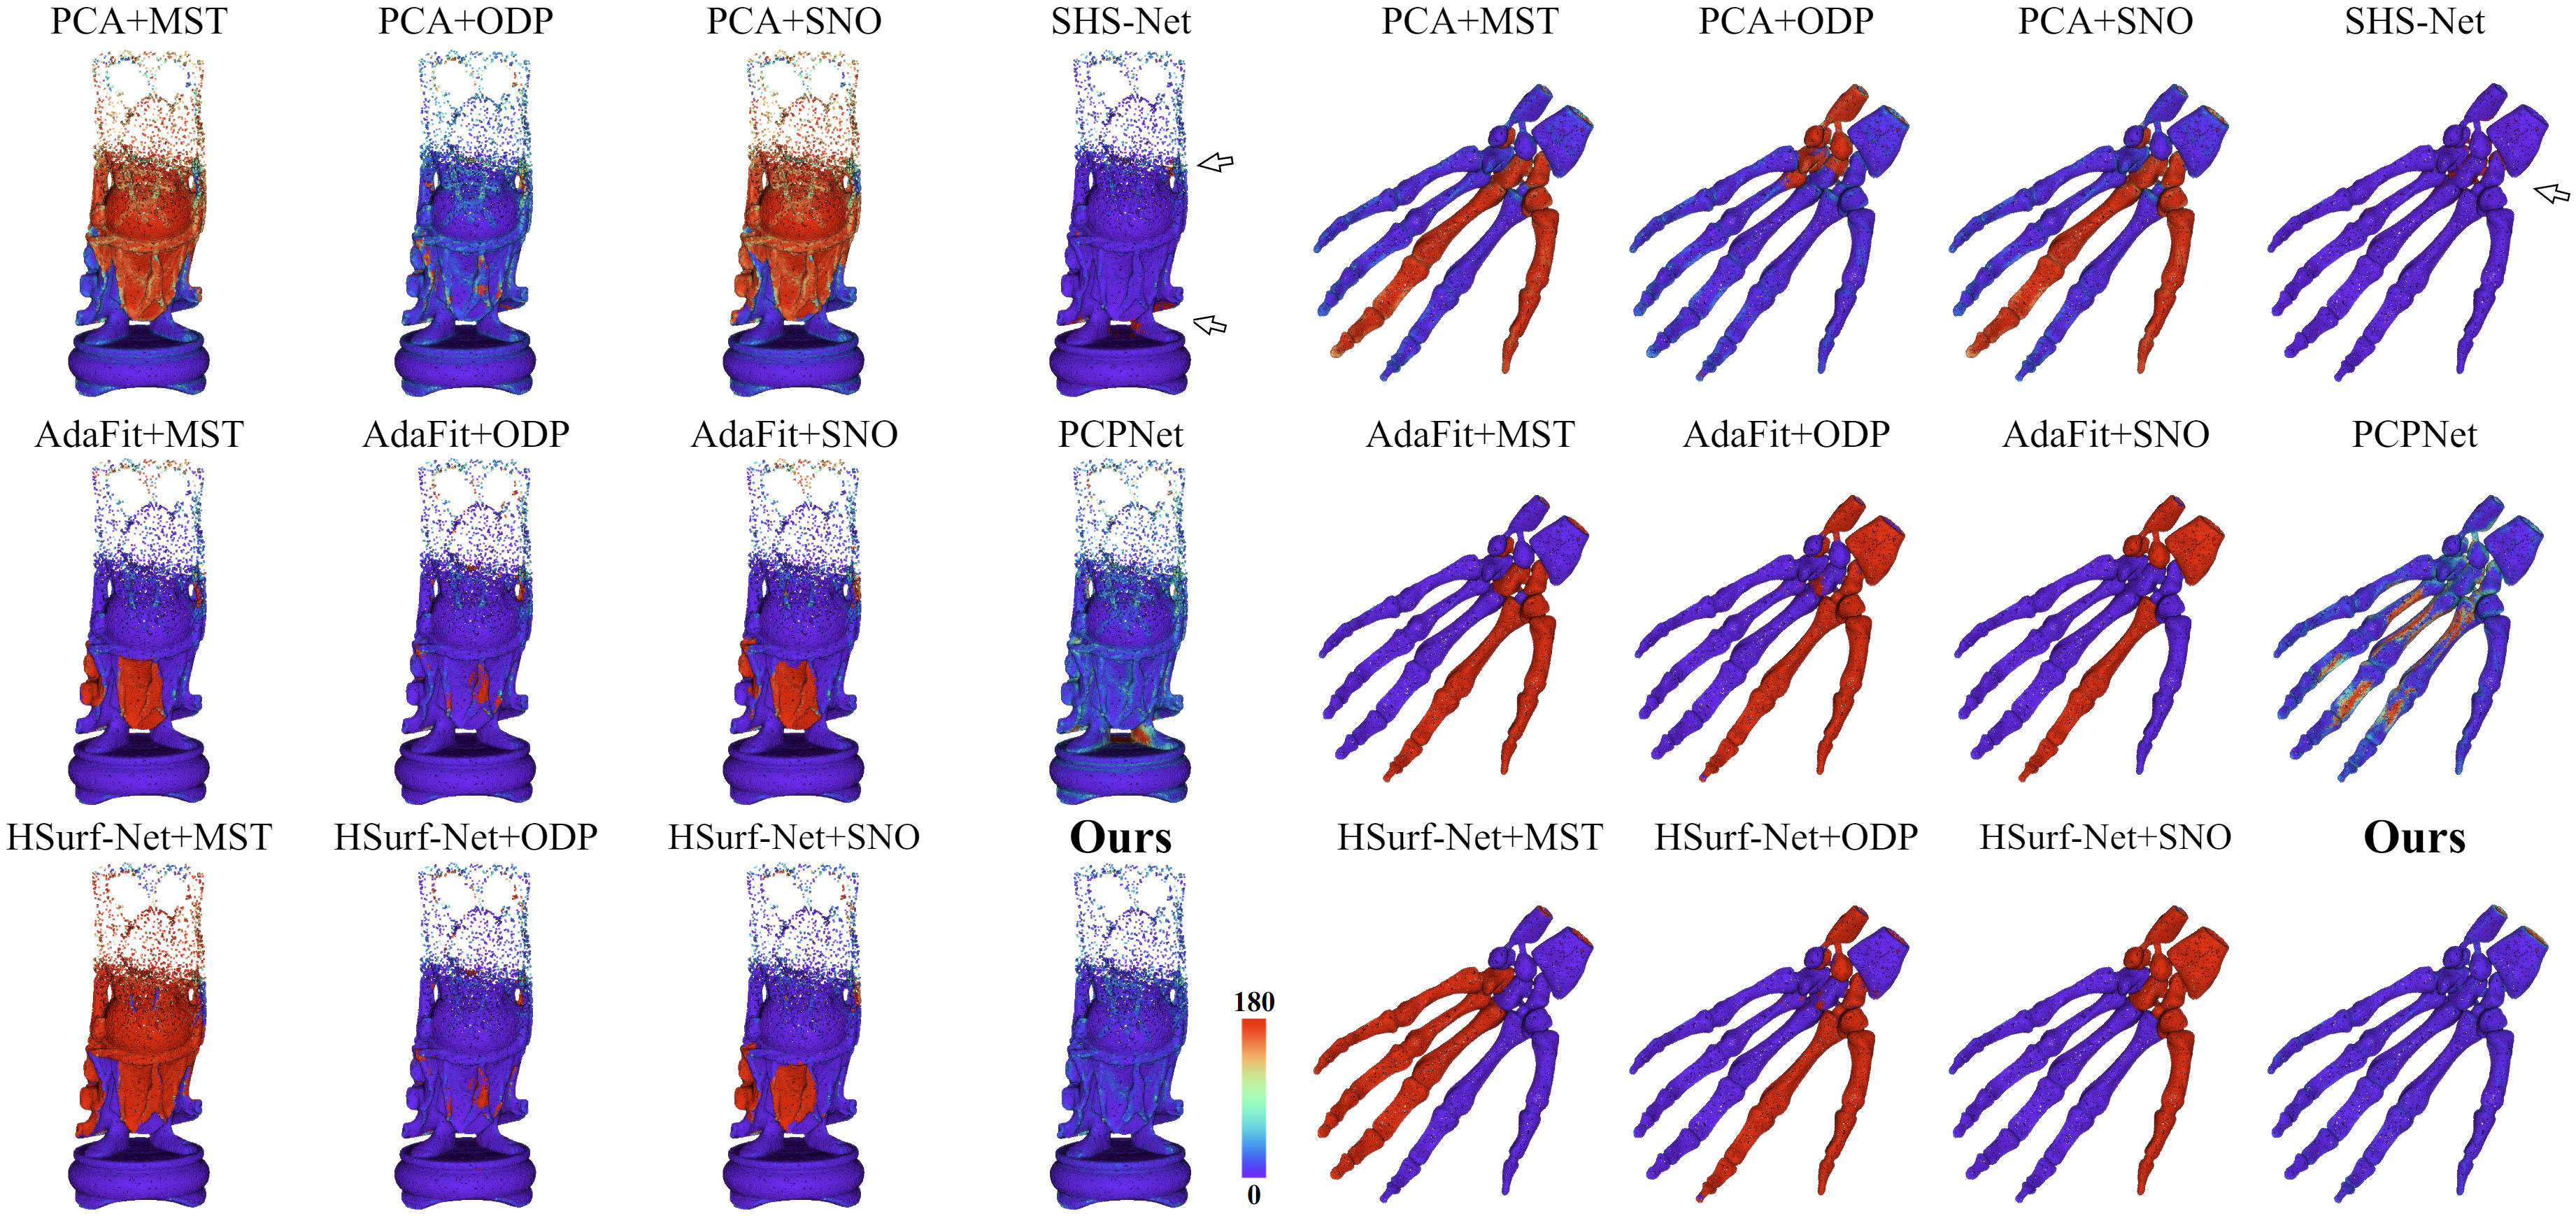 PCA+MST PCA+ODP PCA+SNO SHS-Net PCA+MST PCA+ODP PCA+SNO SHS-Net
AdaFit+MST AdaFit+ODP AdaFit+SNO PCPNet AdaFit+MST AdaFit+ODP AdaFit+SNO PCPNet
HSurf-Net+MST HSurf-Net+ODP HSurf-Net+SNO Ours HSurf-Net+MST HSurf-Net+ODP HSurf-Net+SNO Ours
180
0